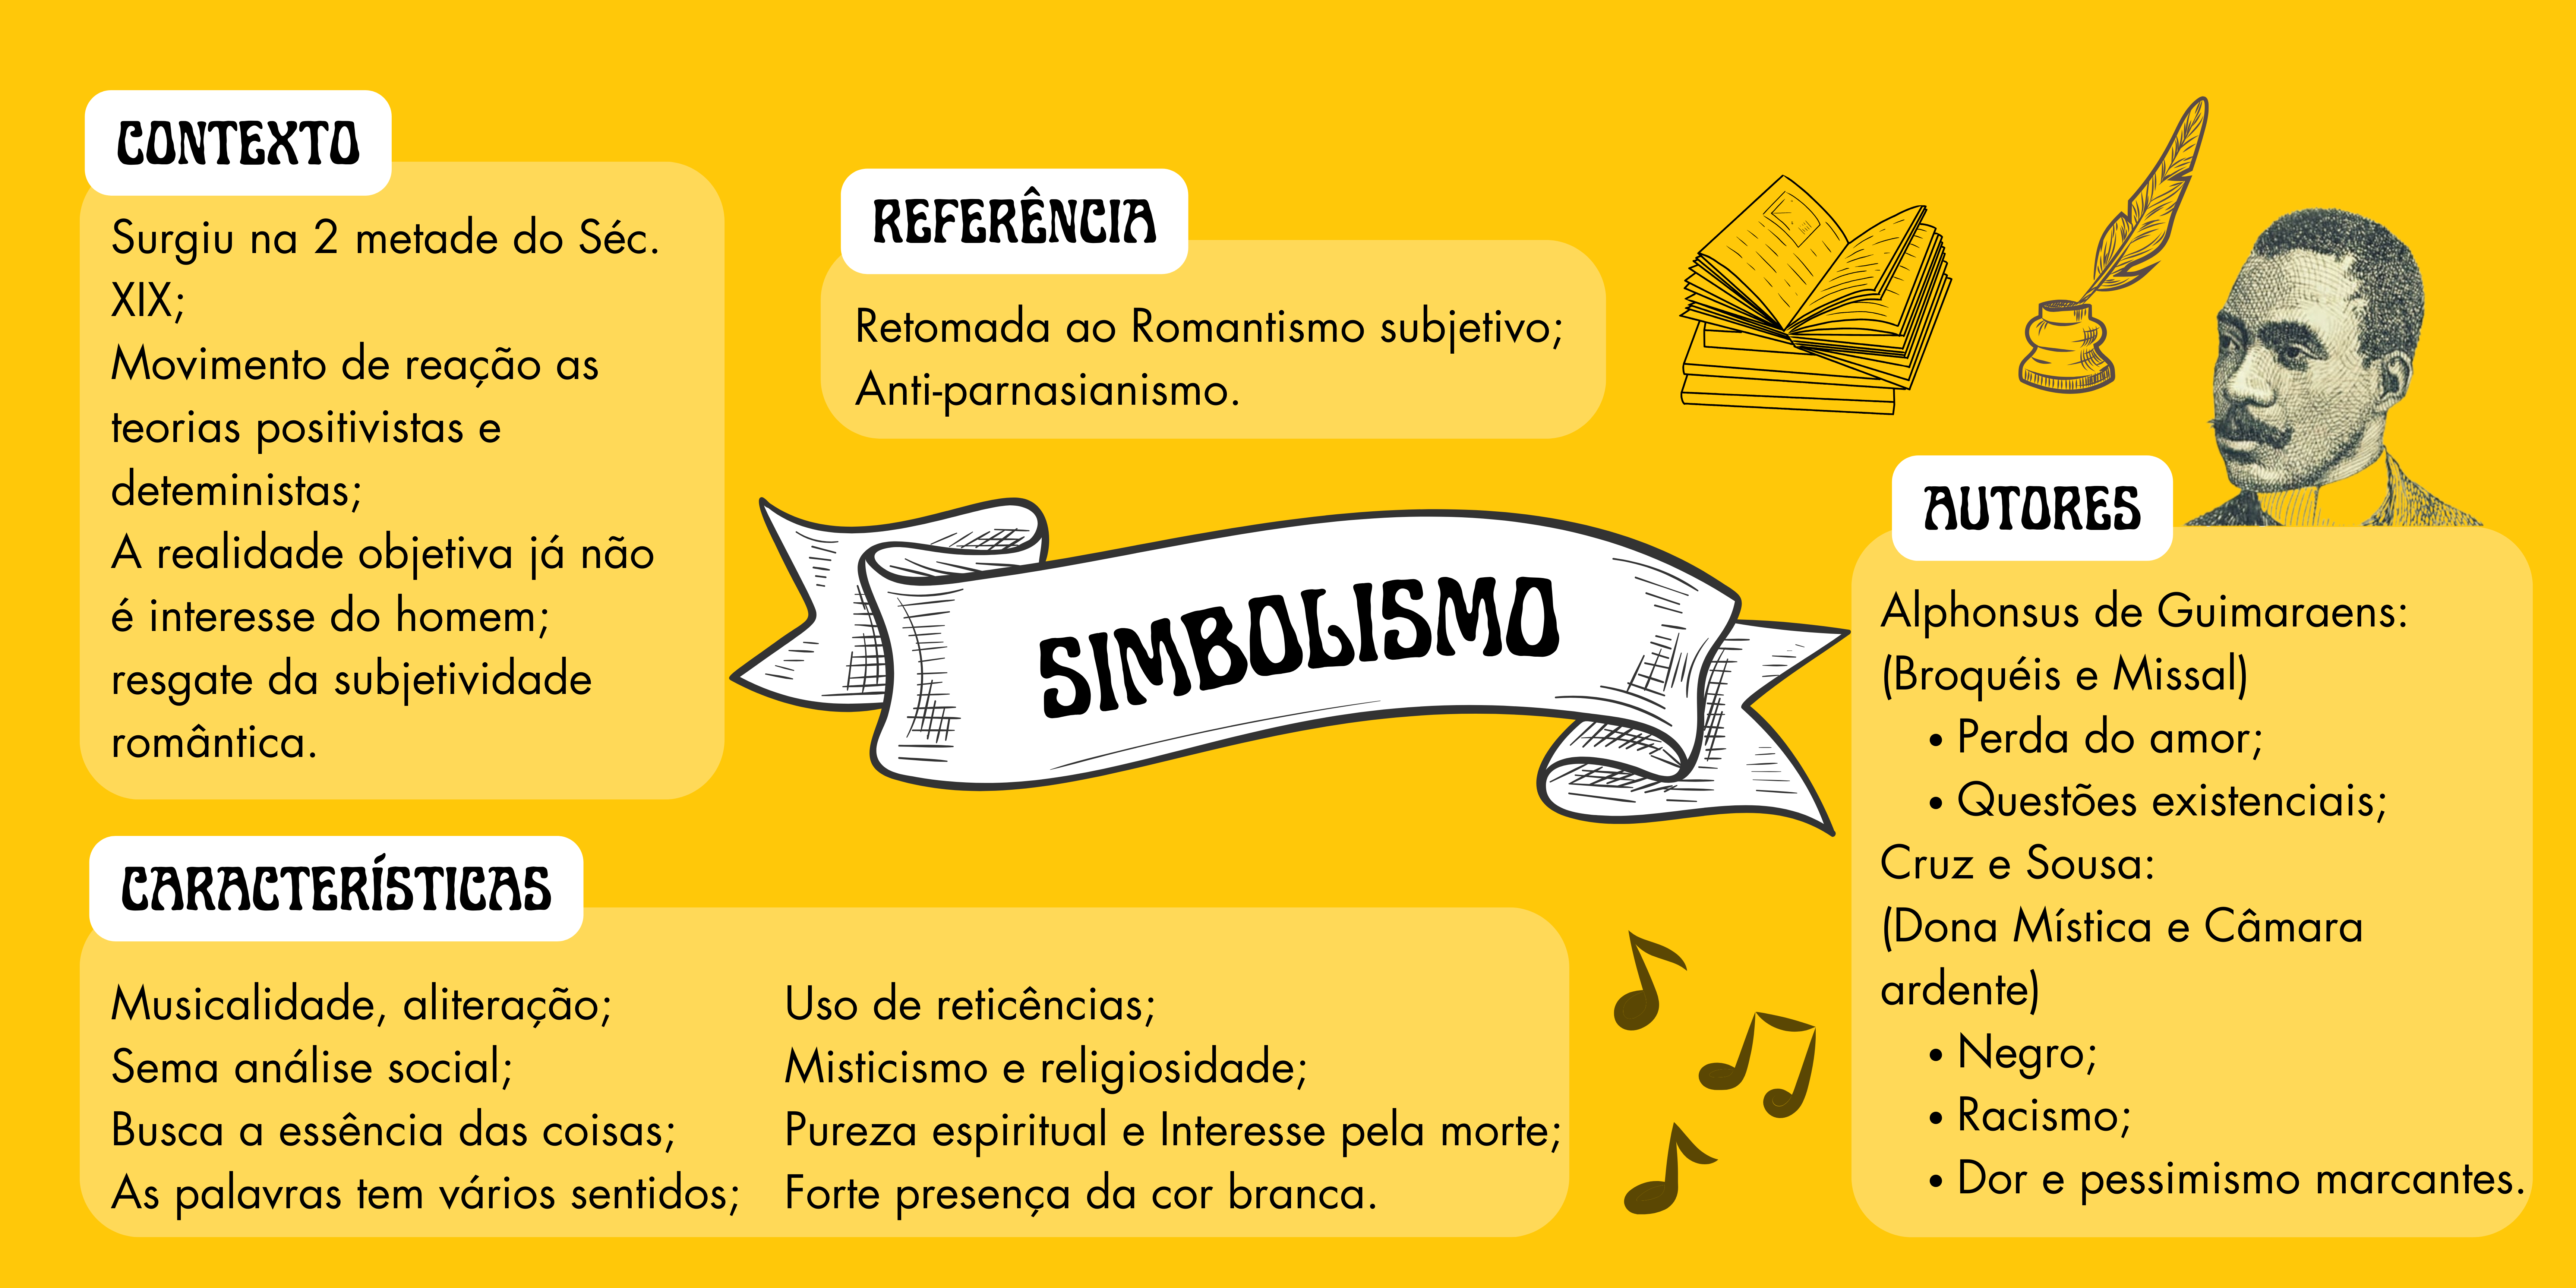 CONTEXTO
Surgiu na 2 metade do Séc.
XIX;
Movimento de reação as
teorias positivistas e
deteministas;
A realidade objetiva já não
é interesse do homem;
resgate da subjetividade
romântica.
REFERÊNCIA
Retomada ao Romantismo subjetivo;
Anti-parnasianismo.
SIMBOLISMO
AUTORES
Alphonsus de Guimaraens:
(Broquéis e Missal)
• Perda do amor;
• Questões existenciais;
Cruz e Sousa:
(Dona Mística e Câmara
ardente)
• Negro;
• Racismo;
• Dor e pessimismo marcantes.
CARACTERÍSTICAS
Musicalidade, aliteração;
Sema análise social;
Busca a essência das coisas;
As palavras tem vários sentidos;
Uso de reticências;
Misticismo e religiosidade;
Pureza espiritual e Interesse pela morte;
Forte presença da cor branca.